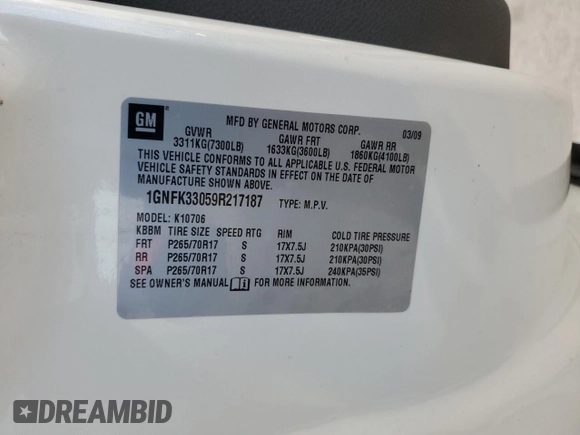 GM
MFD BY GENERAL MOTORS CORP. 03/09
GVWR GAWR FRT GAWR RR
3311KG(7300LB) 1633KG(3600LB) 1860KG(4100LB)
THIS VEHICLE CONFORMS TO ALL APPLICABLE U.S. FEDERAL MOTOR
VEHICLE SAFETY STANDARDS IN EFFECT ON THE DATE OF
MANUFACTURE SHOWN ABOVE.
1GNFK33059R217187 TYPE: M.P.V.
MODEL: K10706
KBBM TIRE SIZE SPEED RTG RIM COLD TIRE PRESSURE
FRT P265/70R17 S 17X7.5J 210KPA(30PSI)
RR P265/70R17 S 17X7.5J 210KPA(30PSI)
SPA P265/70R17 S 17X7.5J 240KPA(35PSI)
SEE OWNER'S MANUAL FOR MORE INFORMATION.
DREAMBID